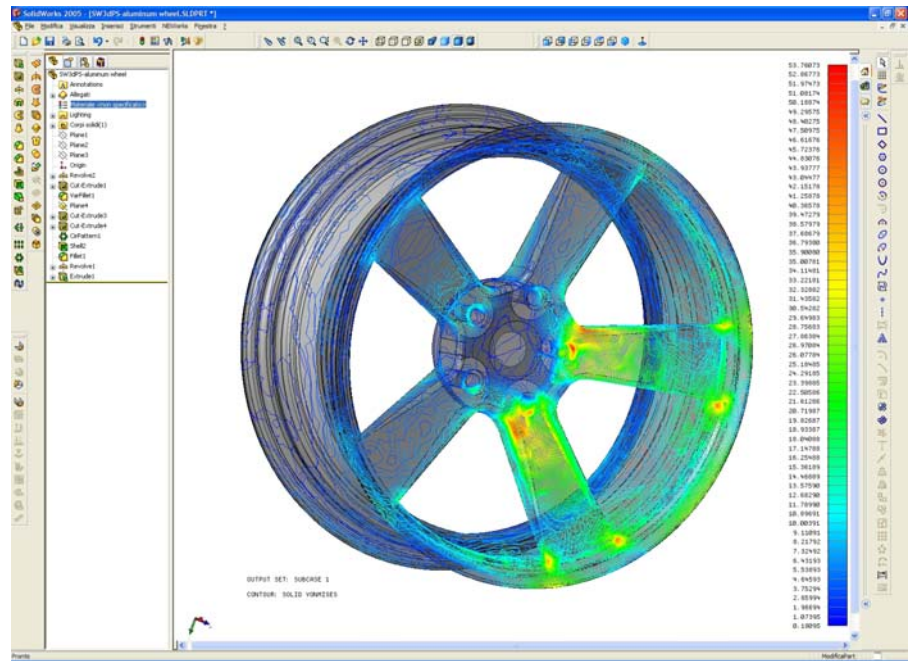 SolidWorks 2005 - [SW3dPS-aluminum wheel.SLDPRT *]
File Modifica Visualizza Inserisci Strumenti NEiWorks Finestra ?
SW3dPS-aluminum wheel
Annotations
Allegati
Materiale <non specificato>
Lighting
Corpi solidi(1)
Plane1
Plane2
Plane3
Origin
Revolve2
Cut-Extrude1
VarFillet1
Plane4
Cut-Extrude3
Cut-Extrude4
CirPattern1
Shell2
Fillet1
Revolve1
Extrude1
53.76073
52.86773
51.97473
51.08174
50.18874
49.29575
48.40275
47.50975
46.61676
45.72376
44.83076
43.93777
43.04477
42.15178
41.25878
40.36578
39.47279
38.57979
37.68679
36.79380
35.90080
35.00781
34.11481
33.22181
32.32882
31.43582
30.54282
29.64983
28.75683
27.86384
26.97084
26.07784
25.18485
24.29185
23.39885
22.50586
21.61286
20.71987
19.82687
18.93387
18.04088
17.14788
16.25488
15.36189
14.46889
13.57590
12.68290
11.78990
10.89691
10.00391
9.11091
8.21792
7.32492
6.43193
5.53893
4.64593
3.75294
2.85994
1.96694
1.07395
0.18095
OUTPUT SET: SUBCASE 1
CONTOUR: SOLID VONMISES
Pronto
ModificaPart